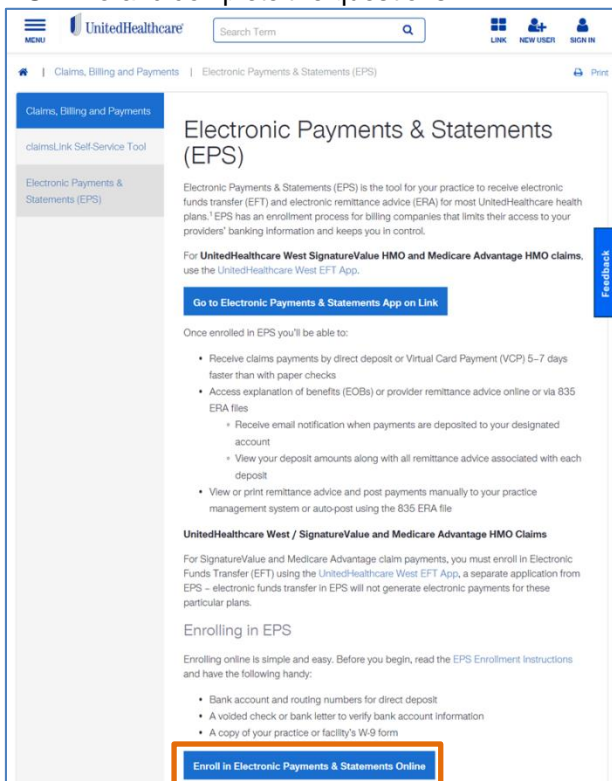 MENU
UnitedHealthcare
Search Term
LINK
NEW USER
SIGN IN
| Claims, Billing and Payments | Electronic Payments & Statements (EPS)
Print
Claims, Billing and Payments
claimsLink Self-Service Tool
Electronic Payments &
Statements (EPS)
Electronic Payments & Statements
(EPS)
Electronic Payments & Statements (EPS) is the tool for your practice to receive electronic
funds transfer (EFT) and electronic remittance advice (ERA) for most UnitedHealthcare health
plans.¹ EPS has an enrollment process for billing companies that limits their access to your
providers' banking information and keeps you in control.
For UnitedHealthcare West SignatureValue HMO and Medicare Advantage HMO claims,
use the UnitedHealthcare West EFT App.
Go to Electronic Payments & Statements App on Link
Once enrolled in EPS you'll be able to:
• Receive claims payments by direct deposit or Virtual Card Payment (VCP) 5–7 days
faster than with paper checks
• Access explanation of benefits (EOBs) or provider remittance advice online or via 835
ERA files
Receive email notification when payments are deposited to your designated
account
View your deposit amounts along with all remittance advice associated with each
deposit
• View or print remittance advice and post payments manually to your practice
management system or auto-post using the 835 ERA file
UnitedHealthcare West / SignatureValue and Medicare Advantage HMO Claims
For SignatureValue and Medicare Advantage claim payments, you must enroll in Electronic
Funds Transfer (EFT) using the UnitedHealthcare West EFT App, a separate application from
EPS – electronic funds transfer in EPS will not generate electronic payments for these
particular plans.
Enrolling in EPS
Enrolling online is simple and easy. Before you begin, read the EPS Enrollment Instructions
and have the following handy:
• Bank account and routing numbers for direct deposit
• A voided check or bank letter to verify bank account information
• A copy of your practice or facility's W-9 form
Enroll in Electronic Payments & Statements Online
Feedback